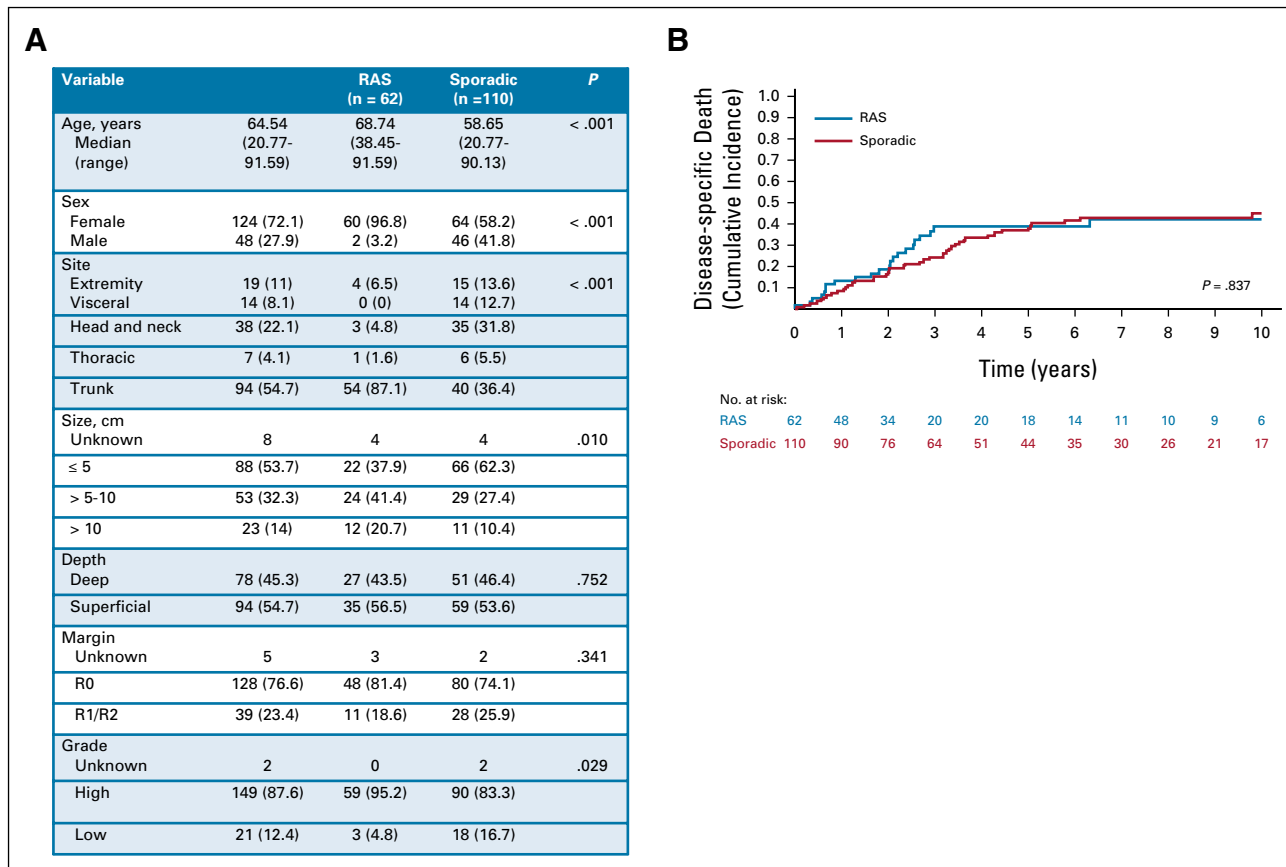 A
Variable RAS Sporadic P
(n = 62) (n =110)
Age, years 64.54 68.74 58.65 < .001
Median (20.77- (38.45- (20.77-
(range) 91.59) 91.59) 90.13)
Sex
Female 124 (72.1) 60 (96.8) 64 (58.2) < .001
Male 48 (27.9) 2 (3.2) 46 (41.8)
Site
Extremity 19 (11) 4 (6.5) 15 (13.6) < .001
Visceral 14 (8.1) 0 (0) 14 (12.7)
Head and neck 38 (22.1) 3 (4.8) 35 (31.8)
Thoracic 7 (4.1) 1 (1.6) 6 (5.5)
Trunk 94 (54.7) 54 (87.1) 40 (36.4)
Size, cm
Unknown 8 4 4 .010
≤ 5 88 (53.7) 22 (37.9) 66 (62.3)
> 5-10 53 (32.3) 24 (41.4) 29 (27.4)
> 10 23 (14) 12 (20.7) 11 (10.4)
Depth
Deep 78 (45.3) 27 (43.5) 51 (46.4) .752
Superficial 94 (54.7) 35 (56.5) 59 (53.6)
Margin
Unknown 5 3 2 .341
R0 128 (76.6) 48 (81.4) 80 (74.1)
R1/R2 39 (23.4) 11 (18.6) 28 (25.9)
Grade
Unknown 2 0 2 .029
High 149 (87.6) 59 (95.2) 90 (83.3)
Low 21 (12.4) 3 (4.8) 18 (16.7)
B
Disease-specific Death
(Cumulative Incidence)
1.0
0.9
0.8
0.7
0.6
0.5
0.4
0.3
0.2
0.1
RAS
Sporadic
P = .837
0 1 2 3 4 5 6 7 8 9 10
Time (years)
No. at risk:
RAS 62 48 34 20 20 18 14 11 10 9 6
Sporadic 110 90 76 64 51 44 35 30 26 21 17